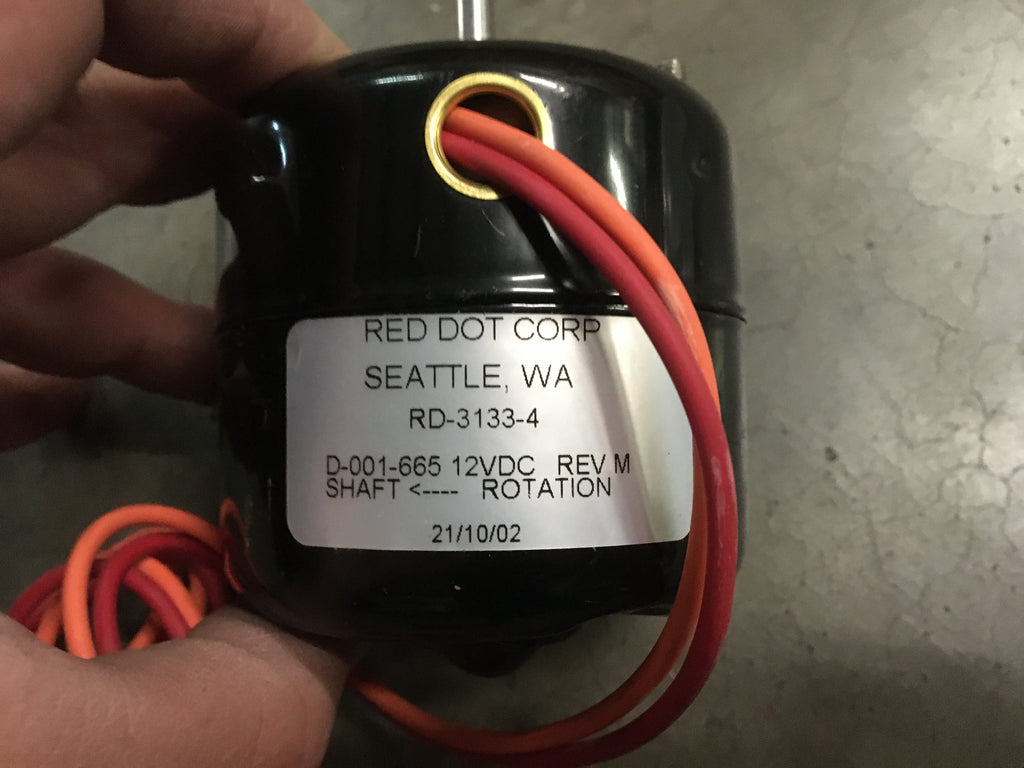 RED DOT CORP
SEATTLE, WA
RD-3133-4
D-001-665 12VDC REV M
SHAFT <---- ROTATION
21/10/02